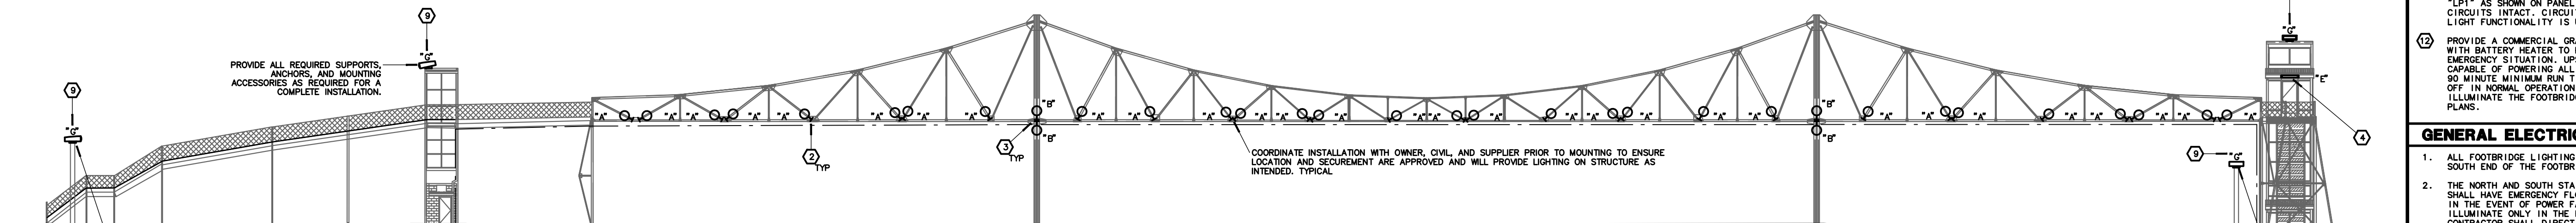 9
"G"
PROVIDE ALL REQUIRED SUPPORTS,
ANCHORS, AND MOUNTING
ACCESSORIES AS REQUIRED FOR A
COMPLETE INSTALLATION.
9
"G"
"A" "A" "A" "A" "A" "A" "A" "A"
"B"
"B"
"A" "A" "A" "A" "A" "A" "A" "A" "A" "A" "A" "A"
"B"
"B"
"A" "A" "A" "A" "A" "A" "A"
2
TYP
3
TYP
COORDINATE INSTALLATION WITH OWNER, CIVIL, AND SUPPLIER PRIOR TO MOUNTING TO ENSURE
LOCATION AND SECUREMENT ARE APPROVED AND WILL PROVIDE LIGHTING ON STRUCTURE AS
INTENDED. TYPICAL
"G"
"E"
4
9
"G"
"LP1" AS SHOWN ON PANEL
CIRCUITS INTACT. CIRCUI
LIGHT FUNCTIONALITY IS
12 PROVIDE A COMMERCIAL GRA
WITH BATTERY HEATER TO
EMERGENCY SITUATION. UPS
CAPABLE OF POWERING ALL
90 MINUTE MINIMUM RUN T
OFF IN NORMAL OPERATION
ILLUMINATE THE FOOTBRID
PLANS.
GENERAL ELECTRIC
1. ALL FOOTBRIDGE LIGHTING
SOUTH END OF THE FOOTBR
2. THE NORTH AND SOUTH STA
SHALL HAVE EMERGENCY FL
IN THE EVENT OF POWER F
ILLUMINATE ONLY IN THE
CONTRACTOR SHALL DIRECT